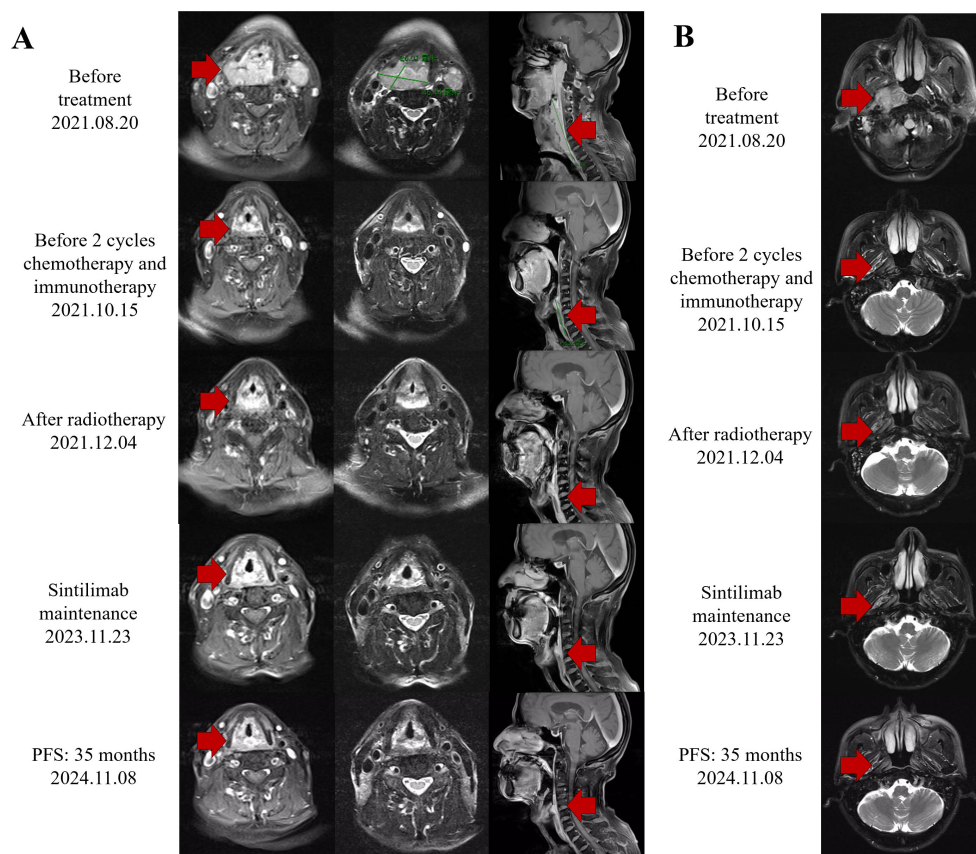 A
Before
treatment
2021.08.20
Before 2 cycles
chemotherapy and
immunotherapy
2021.10.15
After radiotherapy
2021.12.04
Sintilimab
maintenance
2023.11.23
PFS: 35 months
2024.11.08
B
Before
treatment
2021.08.20
Before 2 cycles
chemotherapy and
immunotherapy
2021.10.15
After radiotherapy
2021.12.04
Sintilimab
maintenance
2023.11.23
PFS: 35 months
2024.11.08